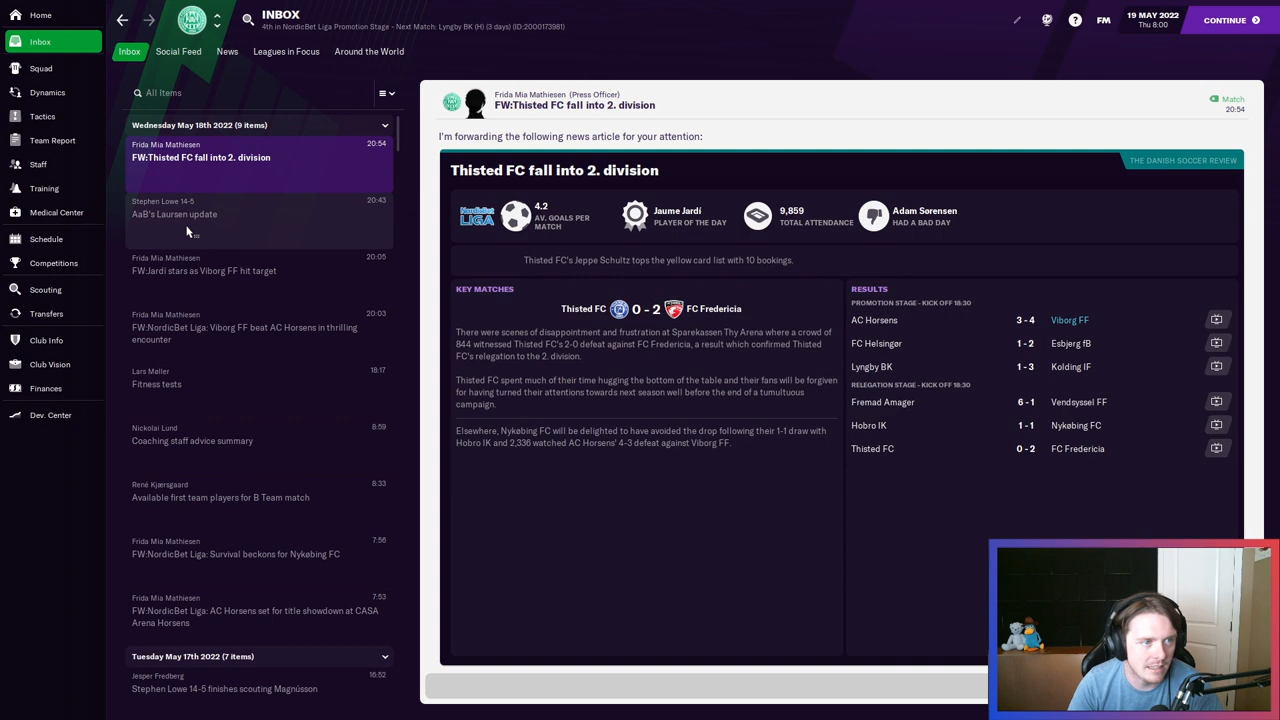 Home
Inbox
Squad
Dynamics
Tactics
Team Report
Staff
Training
Medical Center
Schedule
Competitions
Scouting
Transfers
Club Info
Club Vision
Finances
Dev. Center
INBOX
4th in NordicBet Liga Promotion Stage - Next Match: Lyngby BK (H) (3 days) (ID:2000173981)
FM
19 MAY 2022
Thu 8:00
CONTINUE
Inbox
Social Feed
News
Leagues in Focus
Around the World
All Items
Wednesday May 18th 2022 (9 items)
Frida Mia Mathiesen 20:54
FW:Thisted FC fall into 2. division
Stephen Lowe 14-5 20:43
AaB's Laursen update
Frida Mia Mathiesen 20:05
FW:Jardí stars as Viborg FF hit target
Frida Mia Mathiesen 20:03
FW:NordicBet Liga: Viborg FF beat AC Horsens in thrilling
encounter
Lars Møller 18:17
Fitness tests
Nickolai Lund 8:59
Coaching staff advice summary
René Kjærsgaard 8:33
Available first team players for B Team match
Frida Mia Mathiesen 7:56
FW:NordicBet Liga: Survival beckons for Nykøbing FC
Frida Mia Mathiesen 7:53
FW:NordicBet Liga: AC Horsens set for title showdown at CASA
Arena Horsens
Tuesday May 17th 2022 (7 items)
Jesper Fredberg 16:52
Stephen Lowe 14-5 finishes scouting Magnússon
Frida Mia Mathiesen (Press Officer)
FW:Thisted FC fall into 2. division
Match
20:54
I'm forwarding the following news article for your attention:
Thisted FC fall into 2. division
THE DANISH SOCCER REVIEW
NordicBet
LIGA
4.2
AV. GOALS PER
MATCH
Jaume Jardí
PLAYER OF THE DAY
9,859
TOTAL ATTENDANCE
Adam Sørensen
HAD A BAD DAY
Thisted FC's Jeppe Schultz tops the yellow card list with 10 bookings.
KEY MATCHES
Thisted FC 0 - 2 FC Fredericia
There were scenes of disappointment and frustration at Sparekassen Thy Arena where a crowd of
844 witnessed Thisted FC's 2-0 defeat against FC Fredericia, a result which confirmed Thisted
FC's relegation to the 2. division.
Thisted FC spent much of their time hugging the bottom of the table and their fans will be forgiven
for having turned their attentions towards next season well before the end of a tumultuous
campaign.
Elsewhere, Nykøbing FC will be delighted to have avoided the drop following their 1-1 draw with
Hobro IK and 2,336 watched AC Horsens' 4-3 defeat against Viborg FF.
RESULTS
PROMOTION STAGE - KICK OFF 18:30
AC Horsens 3 - 4 Viborg FF
FC Helsingør 1 - 2 Esbjerg fB
Lyngby BK 1 - 3 Kolding IF
RELEGATION STAGE - KICK OFF 18:30
Fremad Amager 6 - 1 Vendsyssel FF
Hobro IK 1 - 1 Nykøbing FC
Thisted FC 0 - 2 FC Fredericia